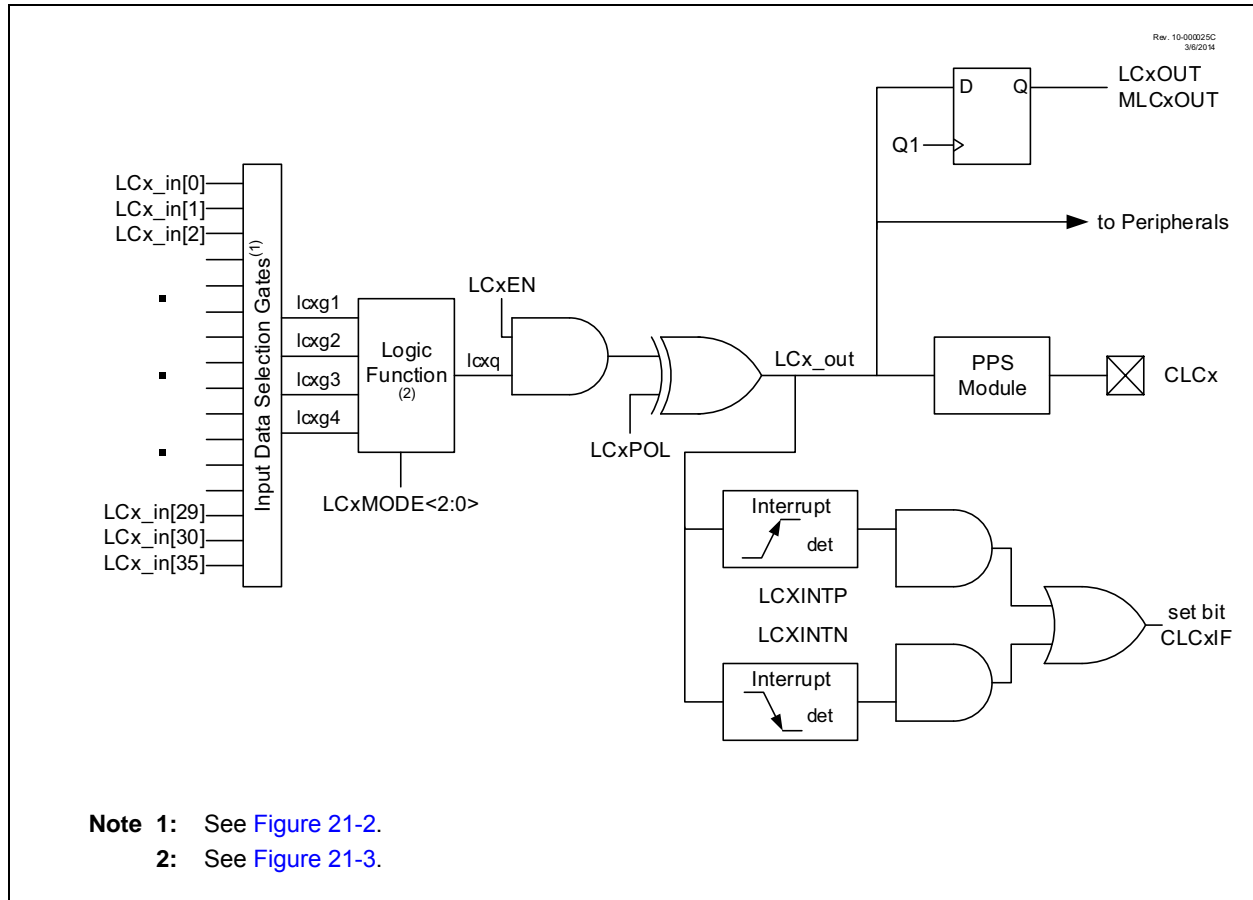 Rev. 10-000025C
3/6/2014
LCxOUT
MLCxOUT
D
Q
Q1
LCx_in[0]
LCx_in[1]
LCx_in[2]
to Peripherals
Input Data Selection Gates(1)
LCxEN
lcxg1
lcxg2
lcxg3
lcxg4
Logic
Function
(2)
lcxq
LCx_out
PPS
Module
CLCx
LCxPOL
LCxMODE<2:0>
LCx_in[29]
LCx_in[30]
LCx_in[35]
Interrupt
det
LCXINTP
LCXINTN
set bit
CLCxIF
Interrupt
det
Note 1: See Figure 21-2.
2: See Figure 21-3.